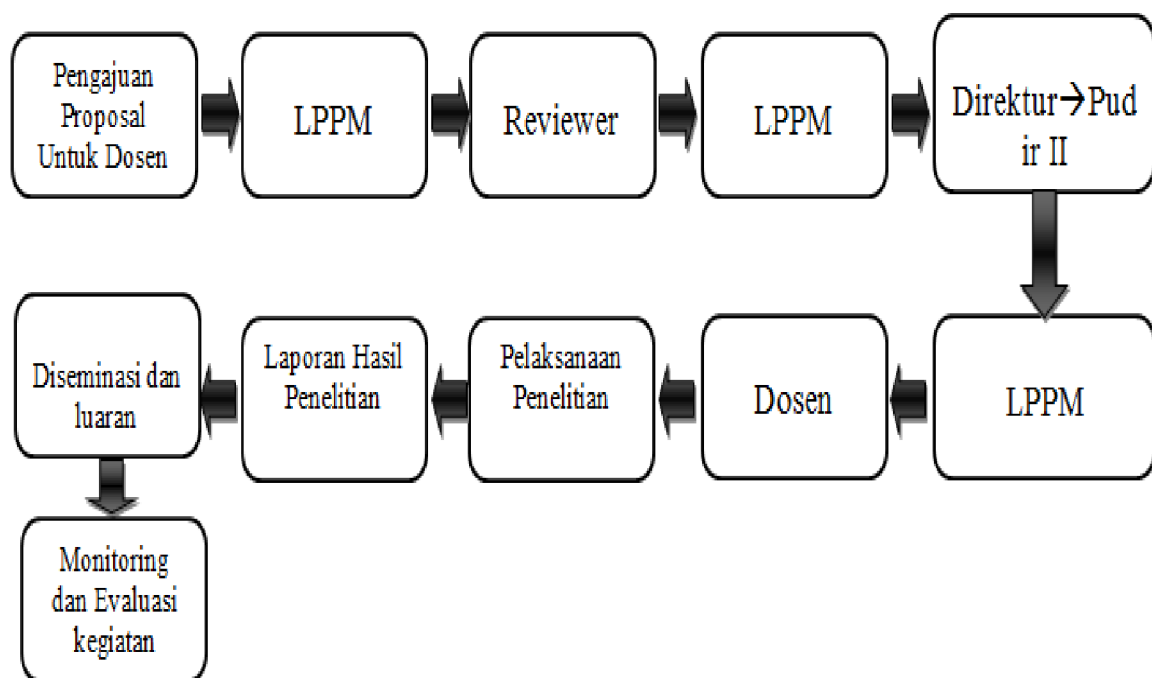 Pengajuan
Proposal
Untuk Dosen
LPPM
Reviewer
LPPM
Direktur→Pud
ir II
LPPM
Dosen
Pelaksanaan
Penelitian
Laporan Hasil
Penelitian
Diseminasi dan
luaran
Monitoring
dan Evaluasi
kegiatan